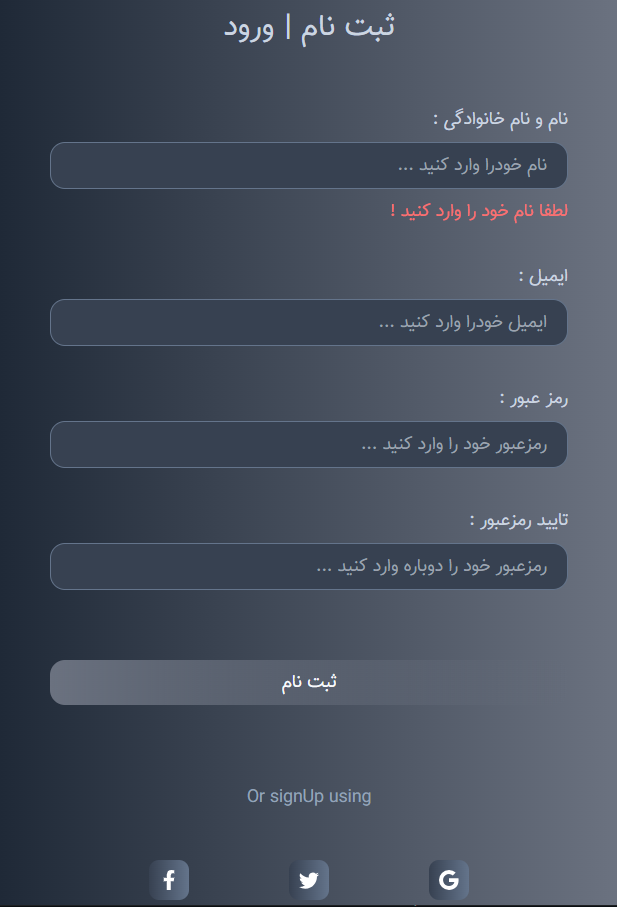 ثبت نام | ورود
نام و نام خانوادگی :
نام خودرا وارد کنید ...
لطفا نام خود را وارد کنید !
ایمیل :
ایمیل خودرا وارد کنید ...
رمز عبور :
رمزعبور خود را وارد کنید ...
تایید رمزعبور :
رمزعبور خود را دوباره وارد کنید ...
ثبت نام
Or signUp using